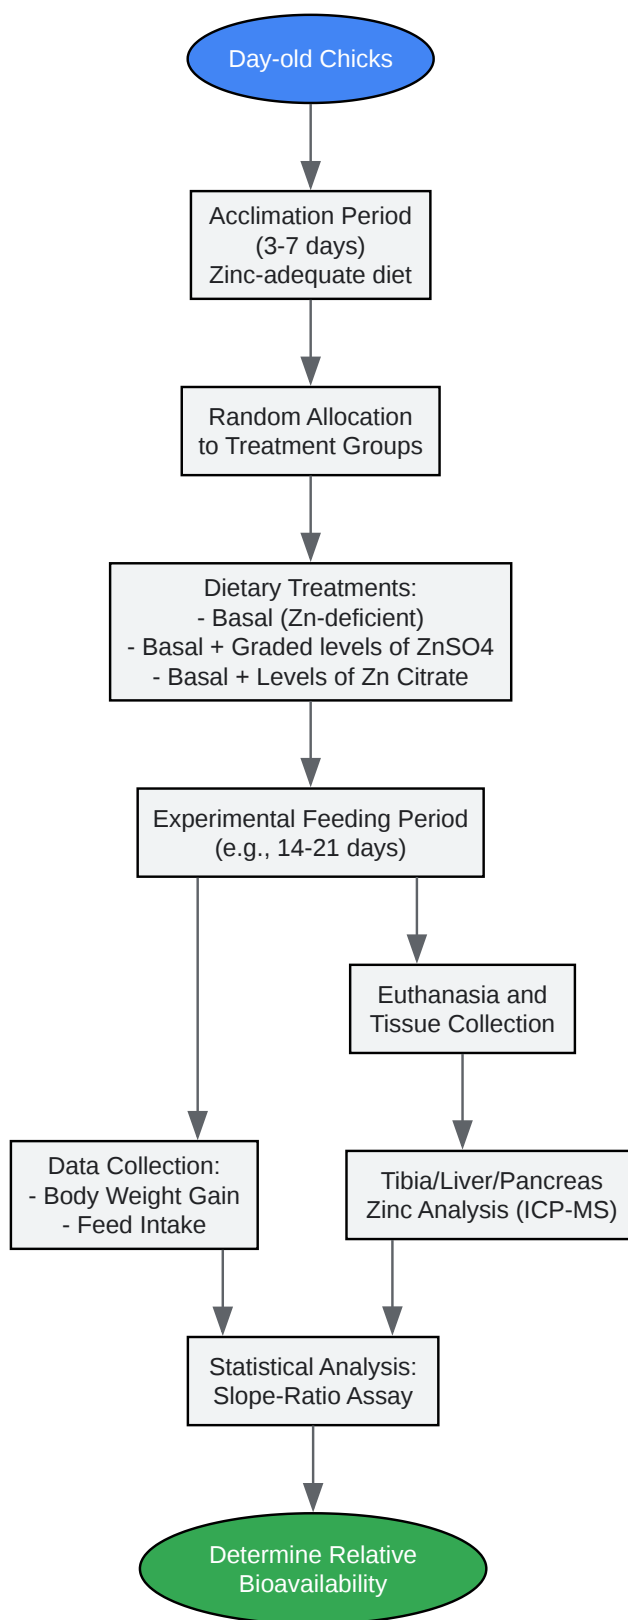 Day-old Chicks
Acclimation Period
(3-7 days)
Zinc-adequate diet
Random Allocation
to Treatment Groups
Dietary Treatments:
- Basal (Zn-deficient)
- Basal + Graded levels of ZnSO4
- Basal + Levels of Zn Citrate
Experimental Feeding Period
(e.g., 14-21 days)
Euthanasia and
Tissue Collection
Data Collection:
- Body Weight Gain
- Feed Intake
Tibia/Liver/Pancreas
Zinc Analysis (ICP-MS)
Statistical Analysis:
Slope-Ratio Assay
Determine Relative
Bioavailability